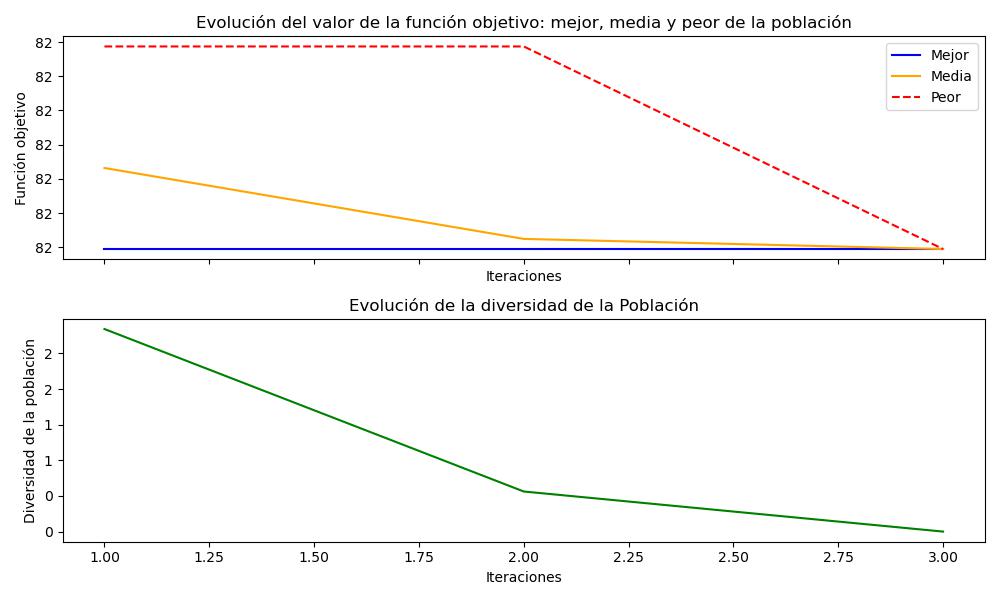 Evolución del valor de la función objetivo: mejor, media y peor de la población
Función objetivo
82
82
82
82
82
82
82
Mejor
Media
Peor
Iteraciones
Evolución de la diversidad de la Población
Diversidad de la población
2
2
1
1
0
0
1.00 1.25 1.50 1.75 2.00 2.25 2.50 2.75 3.00
Iteraciones